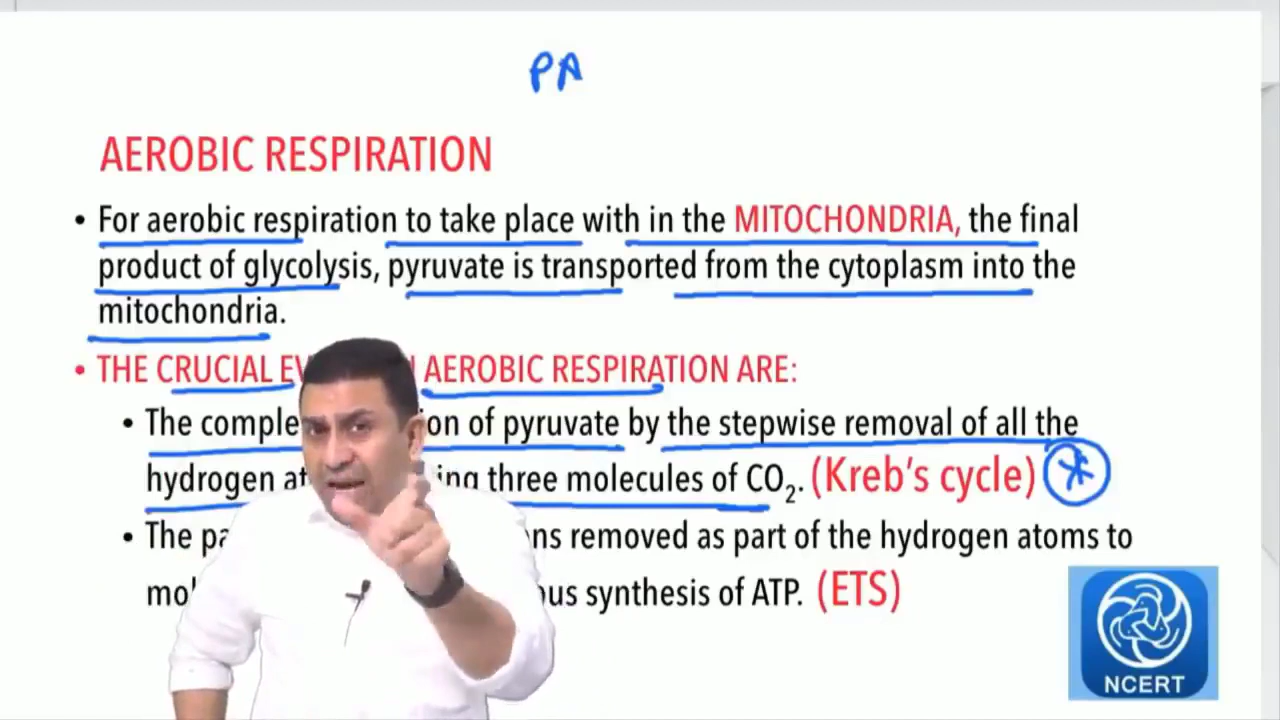 PA
AEROBIC RESPIRATION
• For aerobic respiration to take place with in the MITOCHONDRIA, the final
product of glycolysis, pyruvate is transported from the cytoplasm into the
mitochondria.
• THE CRUCIAL AEROBIC RESPIRATION ARE:
• The of pyruvate by the stepwise removal of all the
hydrogen three molecules of CO₂. (Kreb's cycle)
• The removed as part of the hydrogen atoms to
synthesis of ATP. (ETS)
NCERT